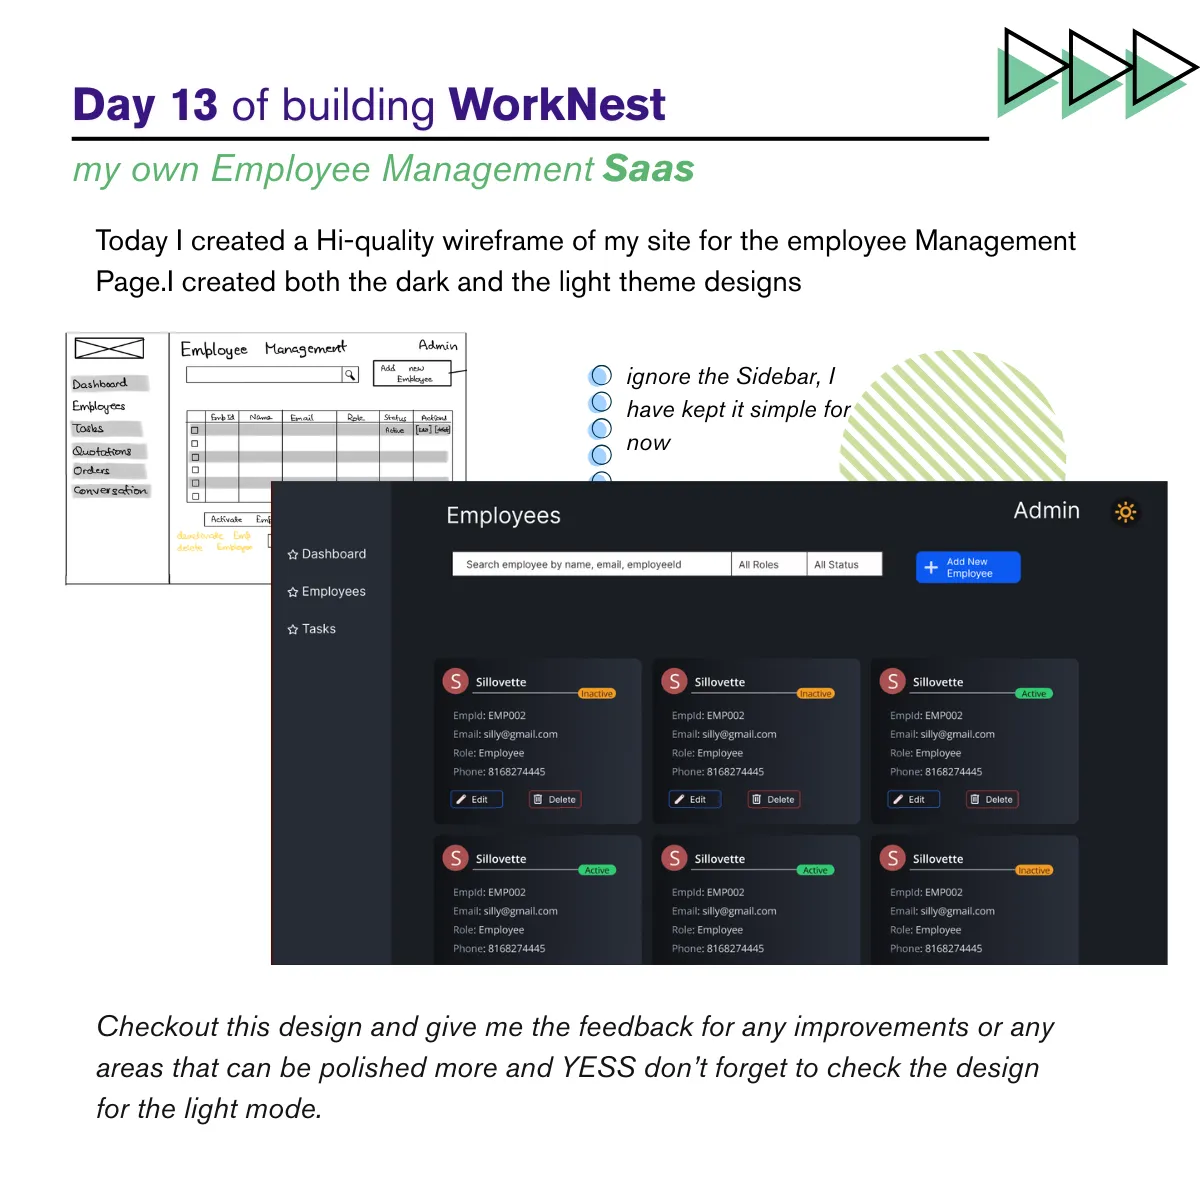 Day 13 of building WorkNest
my own Employee Management Saas
Today I created a Hi-quality wireframe of my site for the employee Management
Page.I created both the dark and the light theme designs
Employee Management
Admin
Add new
Employee
Dashboard
Employees
Tasks
Quotations
Orders
Conversation
Emp Id Name Email Role Status Actions
Active
Activate
ignore the Sidebar, I
have kept it simple for
now
Employees
Admin
Dashboard
Employees
Tasks
Search employee by name, email, employeeId
All Roles
All Status
Add New
Employee
S Sillovette
Inactive
EmpId: EMP002
Email: silly@gmail.com
Role: Employee
Phone: 8168274445
Edit Delete
S Sillovette
Inactive
EmpId: EMP002
Email: silly@gmail.com
Role: Employee
Phone: 8168274445
Edit Delete
S Sillovette
Active
EmpId: EMP002
Email: silly@gmail.com
Role: Employee
Phone: 8168274445
Edit Delete
S Sillovette
Active
EmpId: EMP002
Email: silly@gmail.com
Role: Employee
Phone: 8168274445
S Sillovette
Active
EmpId: EMP002
Email: silly@gmail.com
Role: Employee
Phone: 8168274445
S Sillovette
Inactive
EmpId: EMP002
Email: silly@gmail.com
Role: Employee
Phone: 8168274445
Checkout this design and give me the feedback for any improvements or any
areas that can be polished more and YESS don't forget to check the design
for the light mode.